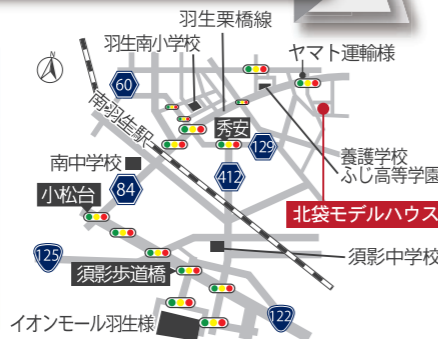 羽生栗橋線
羽生南小学校
ヤマト運輸様
60
南羽生駅
秀安
129
養護学校
ふじ高等学園
南中学校
412
84
小松台
北袋モデルハウス
125
須影中学校
須影歩道橋
122
イオンモール羽生様